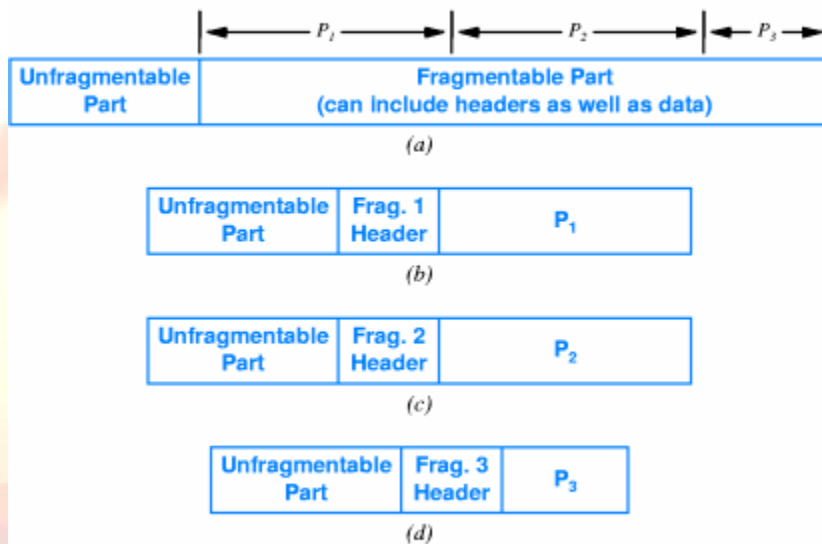 P₁ P₂ P₃
Unfragmentable Part
Fragmentable Part
(can include headers as well as data)
(a)
Unfragmentable Part
Frag. 1 Header
P₁
(b)
Unfragmentable Part
Frag. 2 Header
P₂
(c)
Unfragmentable Part
Frag. 3 Header
P₃
(d)